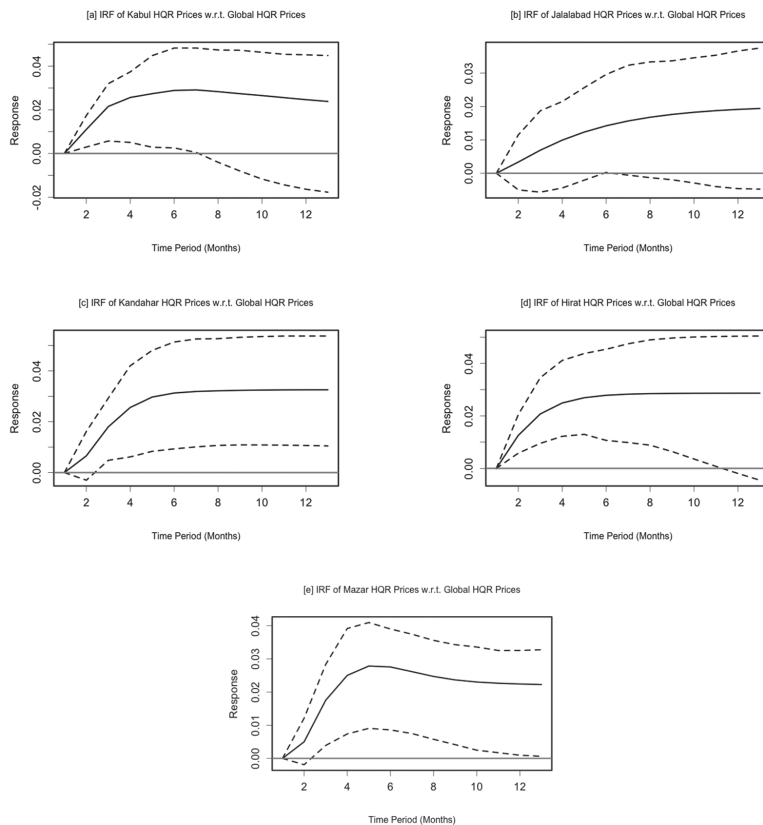 [a] IRF of Kabul HQR Prices w.r.t. Global HQR Prices
Response
0.04
0.02
0.00
-0.02
2 4 6 8 10 12
Time Period (Months)
[b] IRF of Jalalabad HQR Prices w.r.t. Global HQR Prices
Response
0.03
0.02
0.01
0.00
2 4 6 8 10 12
Time Period (Months)
[c] IRF of Kandahar HQR Prices w.r.t. Global HQR Prices
Response
0.04
0.02
0.00
2 4 6 8 10 12
Time Period (Months)
[d] IRF of Hirat HQR Prices w.r.t. Global HQR Prices
Response
0.04
0.02
0.00
2 4 6 8 10 12
Time Period (Months)
[e] IRF of Mazar HQR Prices w.r.t. Global HQR Prices
Response
0.04
0.03
0.02
0.01
0.00
2 4 6 8 10 12
Time Period (Months)